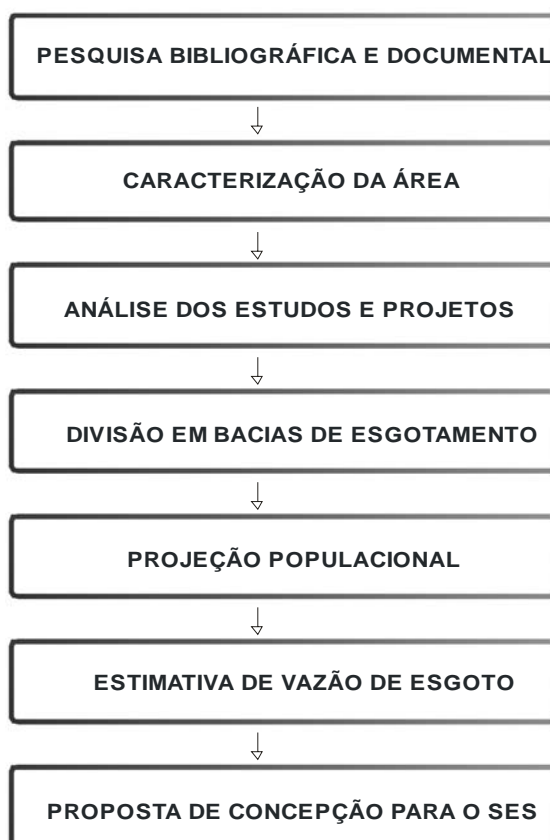 PESQUISA BIBLIOGRÁFICA E DOCUMENTAL
CARACTERIZAÇÃO DA ÁREA
ANÁLISE DOS ESTUDOS E PROJETOS
DIVISÃO EM BACIAS DE ESGOTAMENTO
PROJEÇÃO POPULACIONAL
ESTIMATIVA DE VAZÃO DE ESGOTO
PROPOSTA DE CONCEPÇÃO PARA O SES